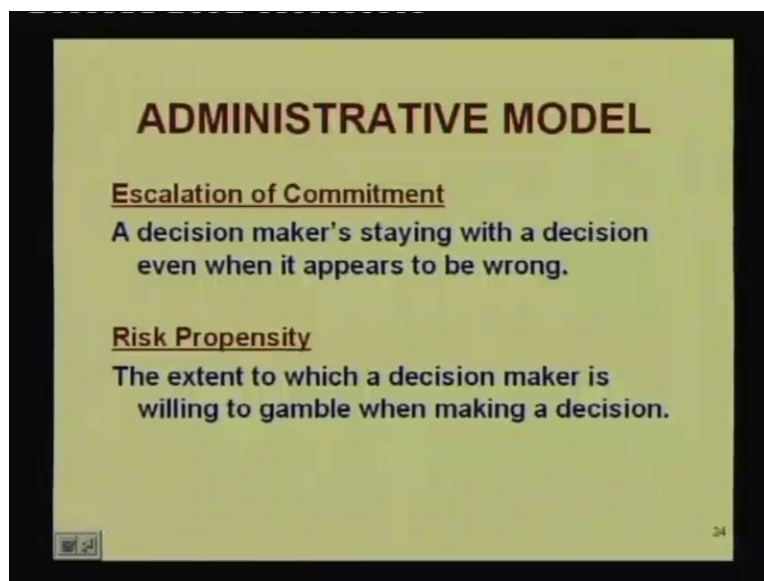 ADMINISTRATIVE MODEL
Escalation of Commitment
A decision maker's staying with a decision
even when it appears to be wrong.
Risk Propensity
The extent to which a decision maker is
willing to gamble when making a decision.
24